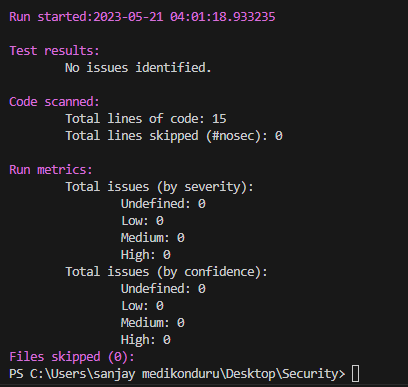 Run started:2023-05-21 04:01:18.933235
Test results:
No issues identified.
Code scanned:
Total lines of code: 15
Total lines skipped (#nosec): 0
Run metrics:
Total issues (by severity):
Undefined: 0
Low: 0
Medium: 0
High: 0
Total issues (by confidence):
Undefined: 0
Low: 0
Medium: 0
High: 0
Files skipped (0):
PS C:\Users\sanjay medikonduru\Desktop\Security>